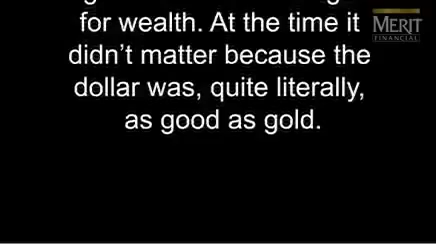 for wealth. At the time it
didn’t matter because the
dollar was, quite literally,
as good as gold.
MERIT
FINANCIAL